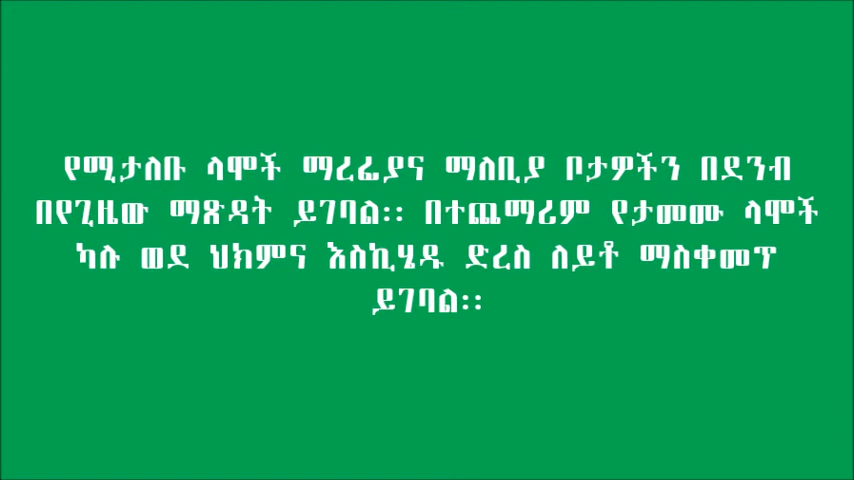 የሚታለቡ ላሞች ማረፊያና ማለቢያ ቦታዎችን በደንብ
በየጊዜው ማጽዳት ይገባል፡፡ በተጨማሪም የታመሙ ላሞች
ካሉ ወደ ህክምና እስኪሄዱ ድረስ ለይቶ ማስቀመጥ
ይገባል፡፡